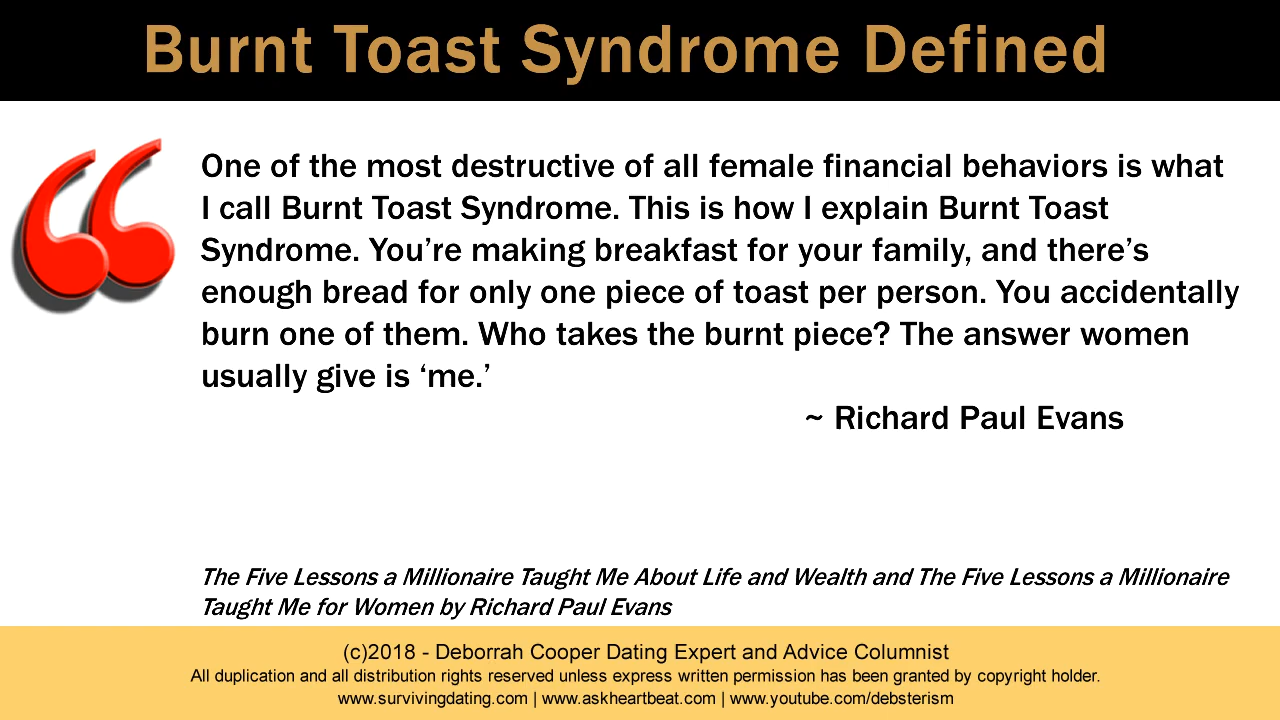 Burnt Toast Syndrome Defined
One of the most destructive of all female financial behaviors is what
I call Burnt Toast Syndrome. This is how I explain Burnt Toast
Syndrome. You’re making breakfast for your family, and there’s
enough bread for only one piece of toast per person. You accidentally
burn one of them. Who takes the burnt piece? The answer women
usually give is ‘me.’
~ Richard Paul Evans
The Five Lessons a Millionaire Taught Me About Life and Wealth and The Five Lessons a Millionaire
Taught Me for Women by Richard Paul Evans
(c)2018 - Deborrah Cooper Dating Expert and Advice Columnist
All duplication and all distribution rights reserved unless express written permission has been granted by copyright holder.
www.survivingdating.com | www.askheartbeat.com | www.youtube.com/debsterism